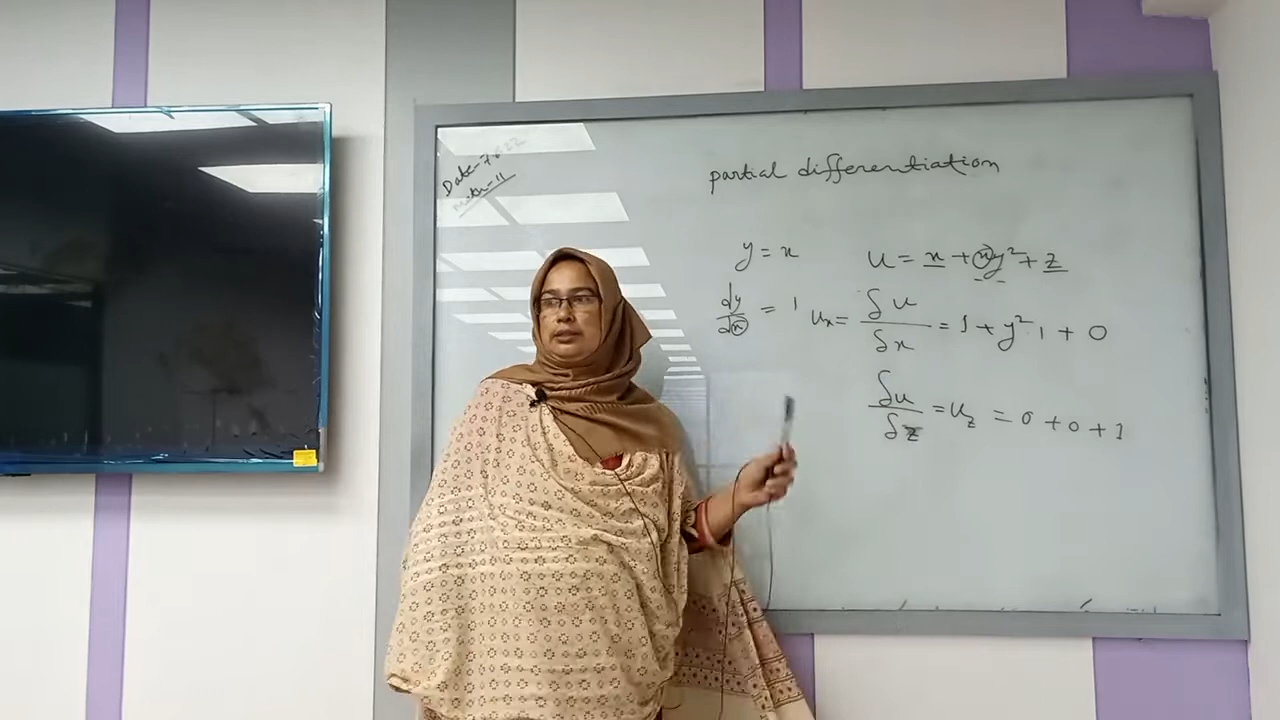 Date-7.6.22
Math-11
partial differentiation
y = x
dy/dx = 1
u = x + xy² + z
uₓ = δu/δx = 1 + y².1 + 0
δu/δz = u_z = 0 + 0 + 1